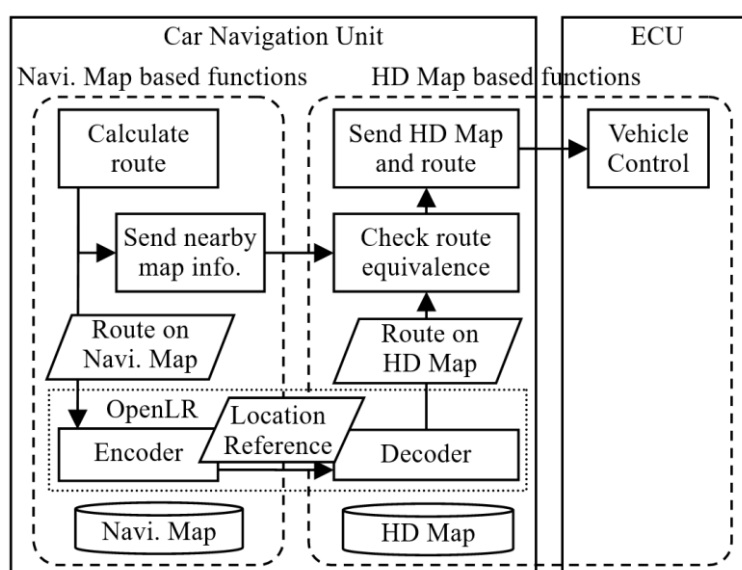 Car Navigation Unit
ECU
Navi. Map based functions
HD Map based functions
Calculate
route
Send HD Map
and route
Vehicle
Control
Send nearby
map info.
Check route
equivalence
Route on
Navi. Map
Route on
HD Map
OpenLR
Location
Reference
Encoder
Decoder
Navi. Map
HD Map